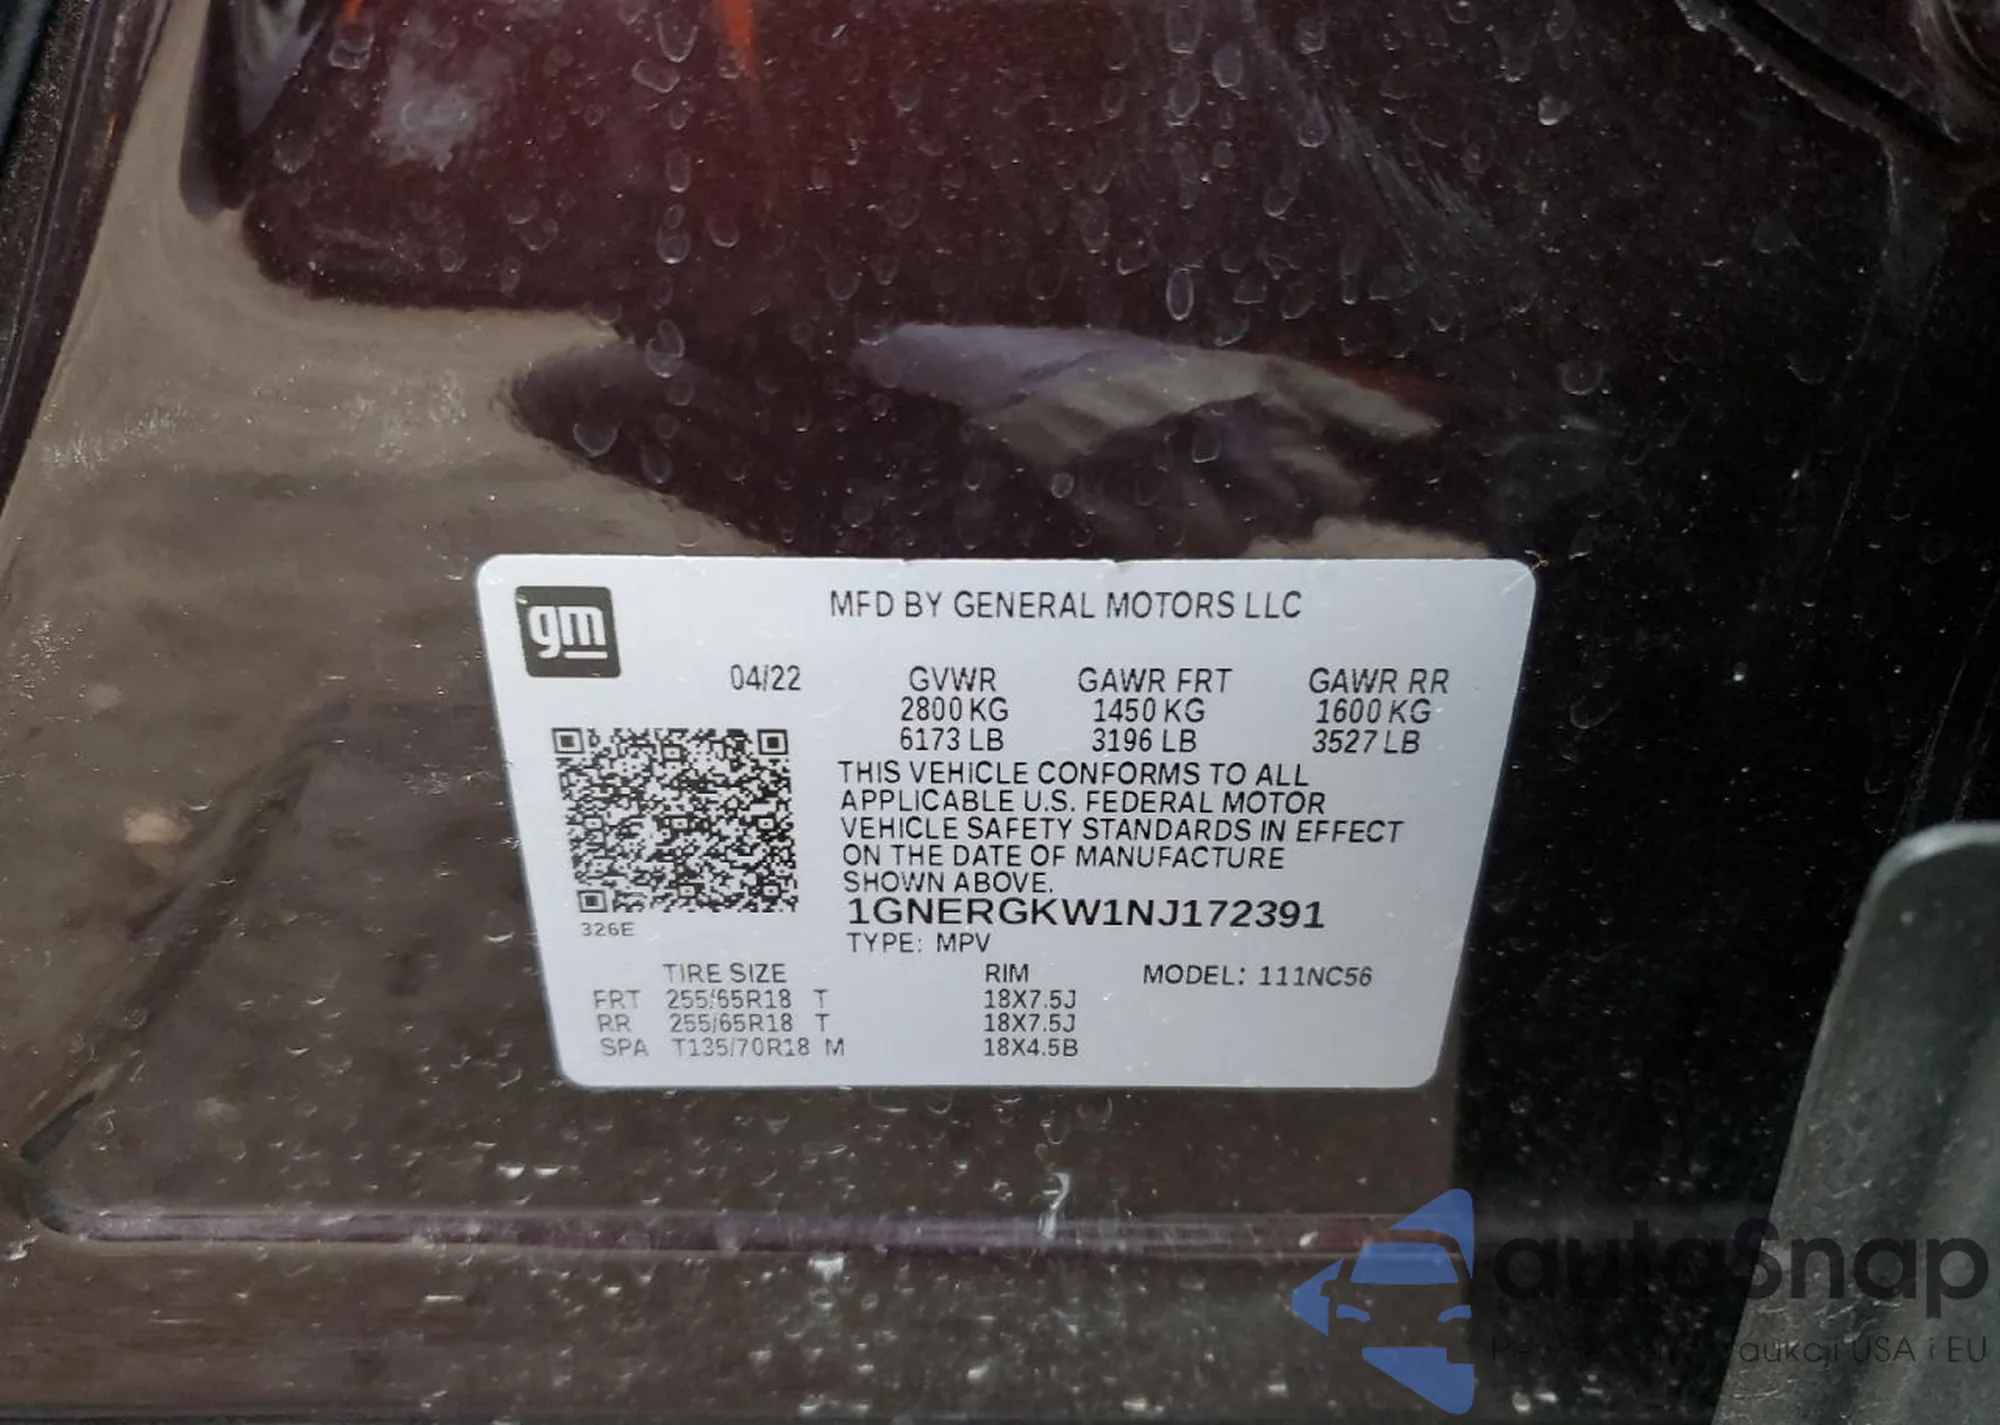 gm
MFD BY GENERAL MOTORS LLC
04/22 GVWR GAWR FRT GAWR RR
2800 KG 1450 KG 1600 KG
6173 LB 3196 LB 3527 LB
THIS VEHICLE CONFORMS TO ALL
APPLICABLE U.S. FEDERAL MOTOR
VEHICLE SAFETY STANDARDS IN EFFECT
ON THE DATE OF MANUFACTURE
SHOWN ABOVE.
1GNERGKW1NJ172391
326E
TYPE: MPV
TIRE SIZE RIM MODEL: 111NC56
FRT 255/65R18 T 18X7.5J
RR 255/65R18 T 18X7.5J
SPA T135/70R18 M 18X4.5B
autoSnap
aukcji USA i EU